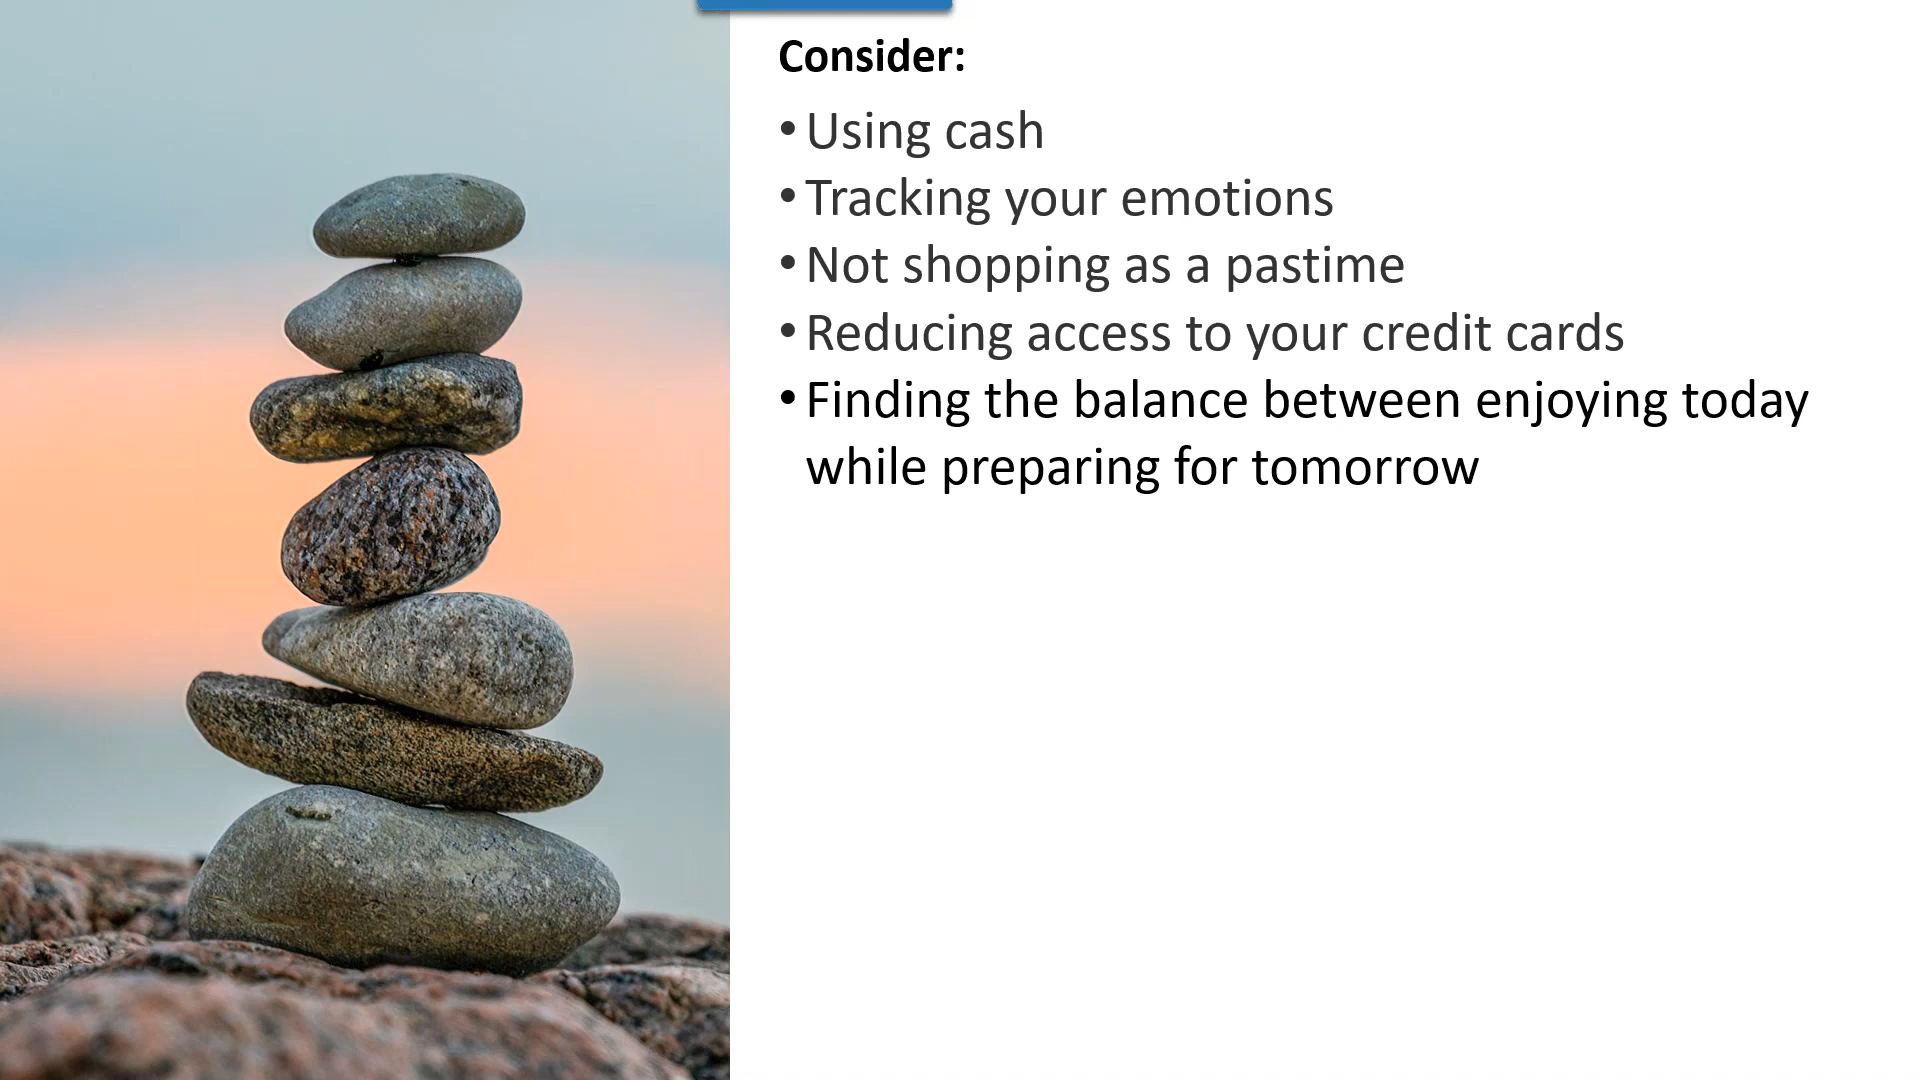 Consider:
• Using cash
• Tracking your emotions
• Not shopping as a pastime
• Reducing access to your credit cards
• Finding the balance between enjoying today
while preparing for tomorrow